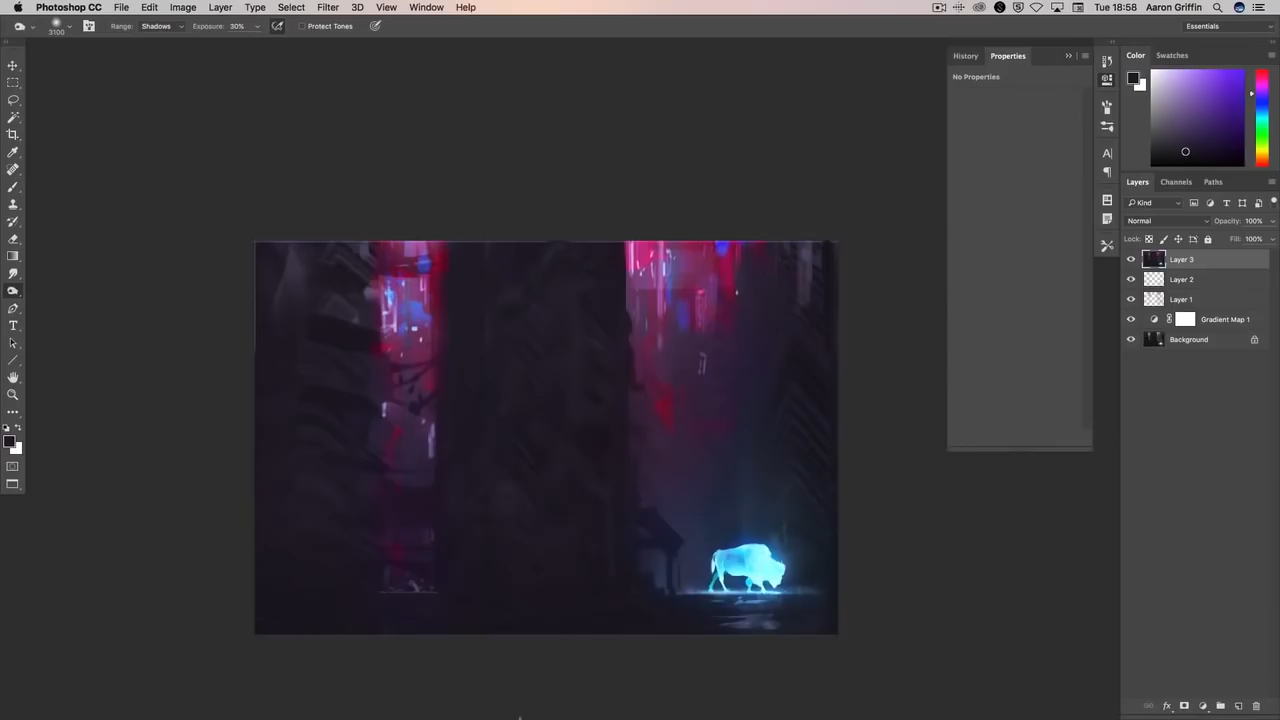 Photoshop CC File Edit Image Layer Type Select Filter 3D View Window Help Tue 18:58 Aaron Griffin
3100 Range: Shadows Exposure: 30% Protect Tones Essentials
History Properties
No Properties
Color Swatches
Layers Channels Paths
Kind
Normal Opacity: 100%
Lock: Fill: 100%
Layer 3
Layer 2
Layer 1
Gradient Map 1
Background